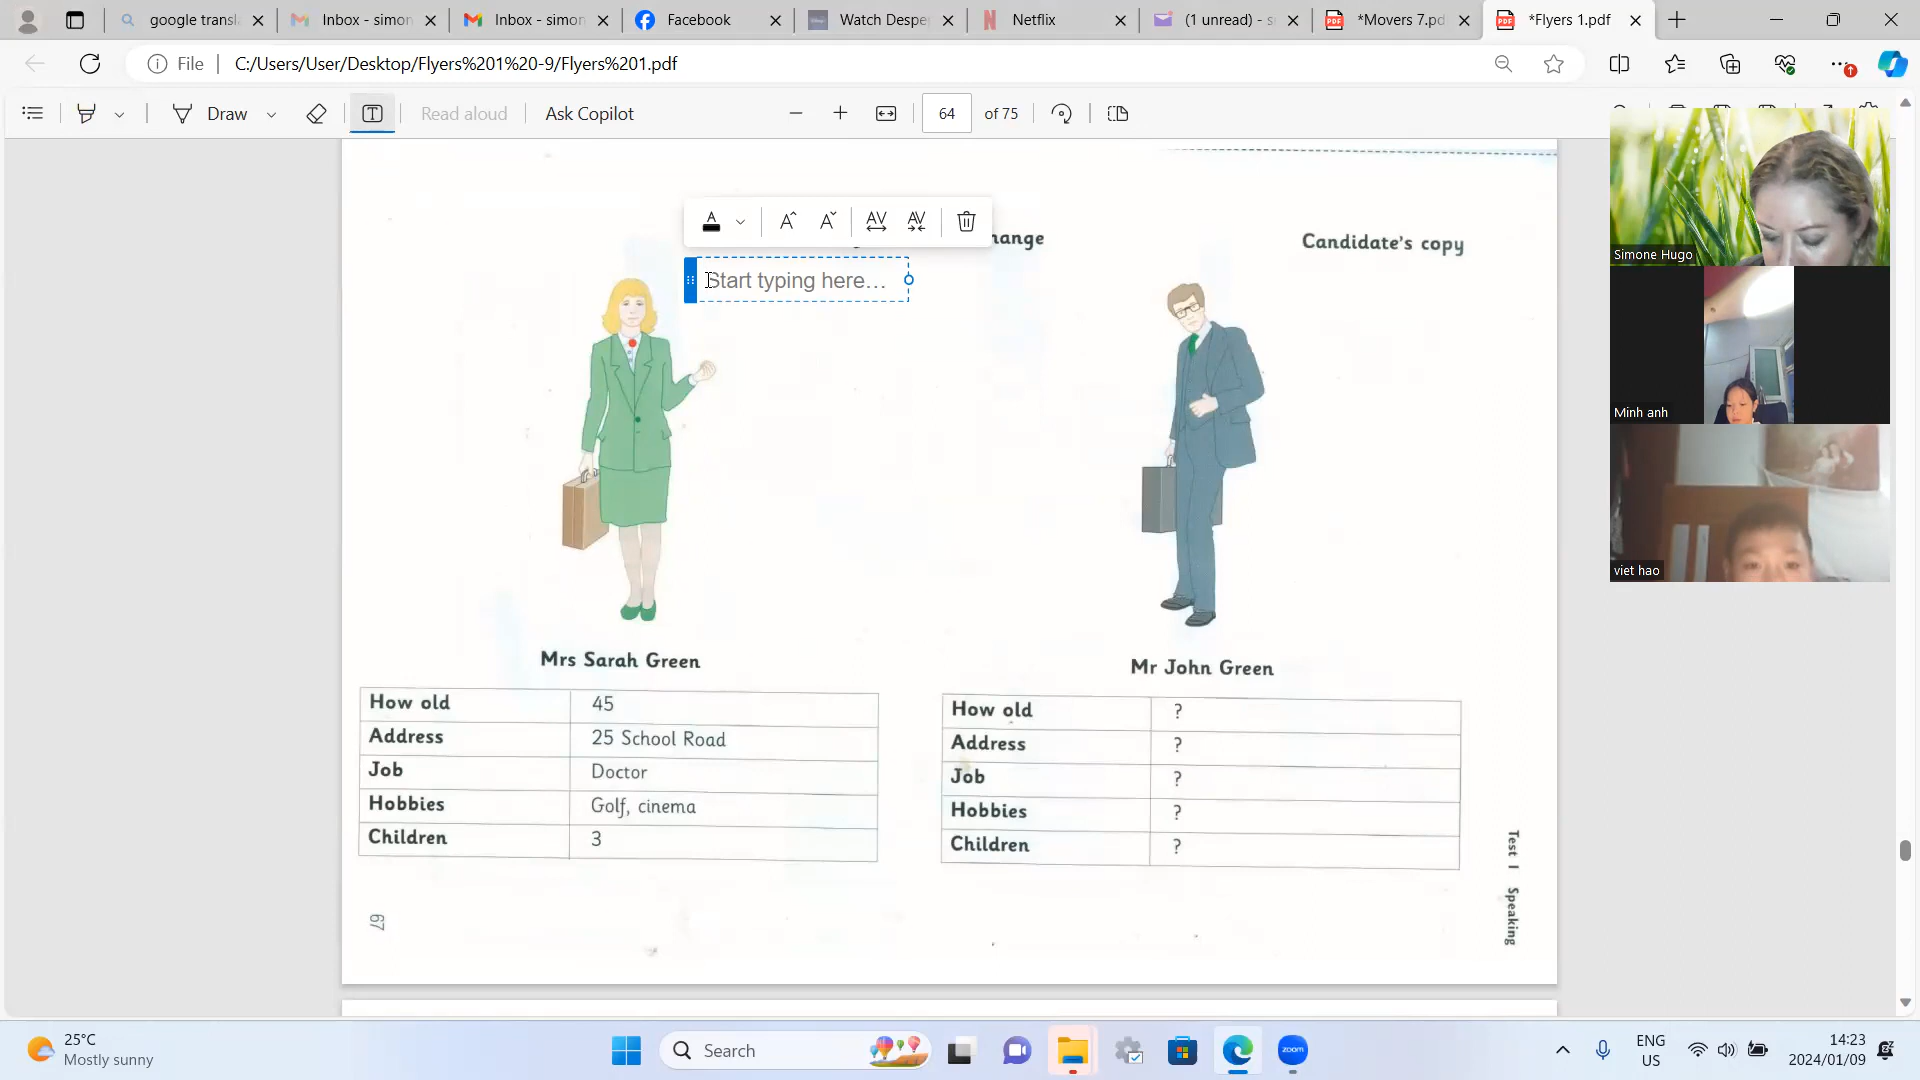 google transl
Inbox - simon
Inbox - simon
Facebook
Watch Despe
Netflix
(1 unread) - s
*Movers 7.pd
*Flyers 1.pdf
File
C:/Users/User/Desktop/Flyers%201%20-9/Flyers%201.pdf
Draw
Read aloud
Ask Copilot
64
of 75
hange
Candidate's copy
Start typing here...
Simone Hugo
Minh anh
viet hao
Mrs Sarah Green
Mr John Green
How old 45
Address 25 School Road
Job Doctor
Hobbies Golf, cinema
Children 3
How old ?
Address ?
Job ?
Hobbies ?
Children ?
Test 1 Speaking
67
25°C
Mostly sunny
Search
zoom
ENG
US
14:23
2024/01/09